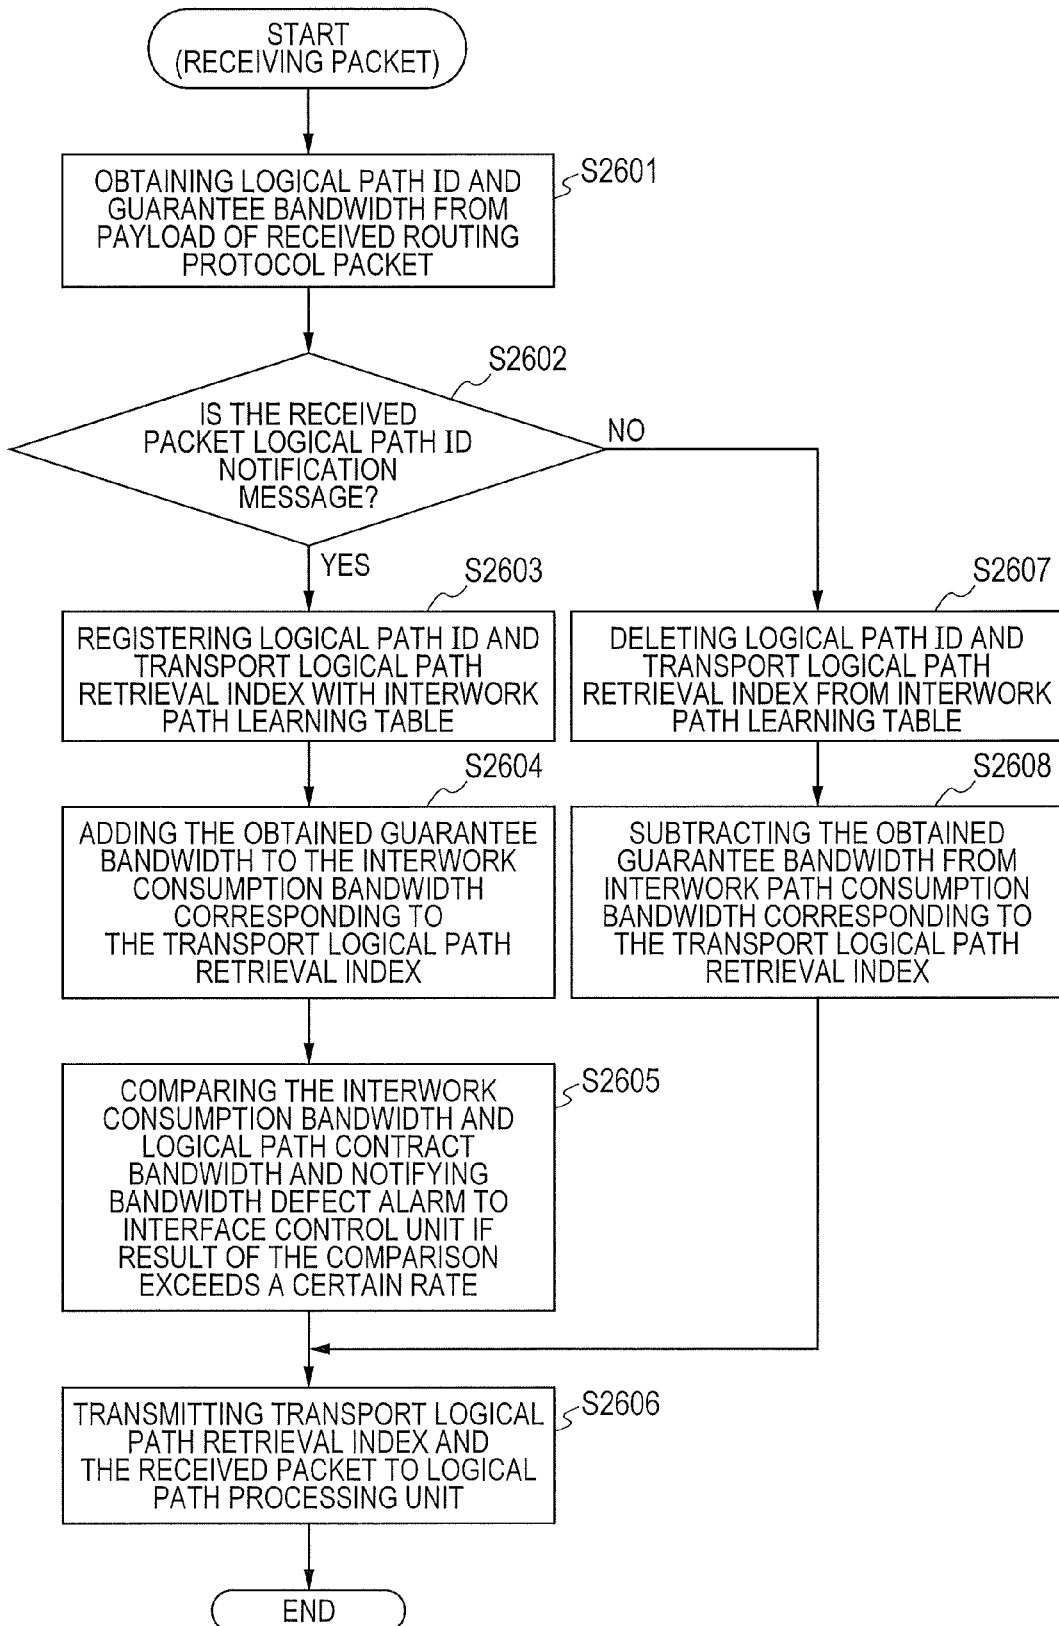 START
(RECEIVING PACKET)
S2601
OBTAINING LOGICAL PATH ID AND
GUARANTEE BANDWIDTH FROM
PAYLOAD OF RECEIVED ROUTING
PROTOCOL PACKET
S2602
IS THE RECEIVED
PACKET LOGICAL PATH ID
NOTIFICATION
MESSAGE?
NO
YES
S2603
REGISTERING LOGICAL PATH ID AND
TRANSPORT LOGICAL PATH
RETRIEVAL INDEX WITH INTERWORK
PATH LEARNING TABLE
S2607
DELETING LOGICAL PATH ID AND
TRANSPORT LOGICAL PATH
RETRIEVAL INDEX FROM INTERWORK
PATH LEARNING TABLE
S2604
ADDING THE OBTAINED GUARANTEE
BANDWIDTH TO THE INTERWORK
CONSUMPTION BANDWIDTH
CORRESPONDING TO
THE TRANSPORT LOGICAL PATH
RETRIEVAL INDEX
S2608
SUBTRACTING THE OBTAINED
GUARANTEE BANDWIDTH FROM
INTERWORK PATH CONSUMPTION
BANDWIDTH CORRESPONDING TO
THE TRANSPORT LOGICAL PATH
RETRIEVAL INDEX
S2605
COMPARING THE INTERWORK
CONSUMPTION BANDWIDTH AND
LOGICAL PATH CONTRACT
BANDWIDTH AND NOTIFYING
BANDWIDTH DEFECT ALARM TO
INTERFACE CONTROL UNIT IF
RESULT OF THE COMPARISON
EXCEEDS A CERTAIN RATE
S2606
TRANSMITTING TRANSPORT LOGICAL
PATH RETRIEVAL INDEX AND
THE RECEIVED PACKET TO LOGICAL
PATH PROCESSING UNIT
END